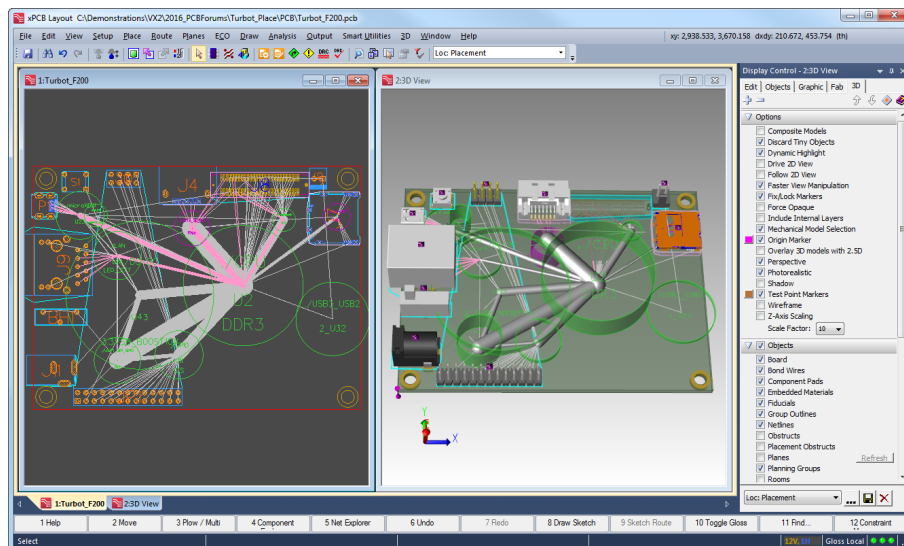 xPCB Layout C:\Demonstrations\VX2\2016_PCBForums\Turbot_Place\PCB\Turbot_F200.pcb
File Edit View Setup Place Route Planes ECO Draw Analysis Output Smart Utilities 3D Window Help
xy: 2,938.533, 3,670.158 dxdy: 210.672, 453.754 (th)
Loc: Placement
1:Turbot_F200
2:3D View
S1
J4
U2
DDR3
/USB3_USB2
2_UJ2
Display Control - 2:3D View
Edit Objects Graphic Fab 3D
Options
Composite Models
Discard Tiny Objects
Dynamic Highlight
Drive 2D View
Follow 2D View
Faster View Manipulation
Fix/Lock Markers
Force Opaque
Include Internal Layers
Mechanical Model Selection
Origin Marker
Overlay 3D models with 2.5D
Perspective
Photorealistic
Shadow
Test Point Markers
Wireframe
Z-Axis Scaling
Scale Factor: 10
Objects
Board
Bond Wires
Component Pads
Embedded Materials
Fiducials
Group Outlines
Netlines
Obstructs
Placement Obstructs
Planes Refresh
Planning Groups
Rooms
Y
X
1:Turbot_F200 2:3D View
Loc: Placement ...
1 Help 2 Move 3 Plow / Multi 4 Component 5 Net Explorer 6 Undo 7 Redo 8 Draw Sketch 9 Sketch Route 10 Toggle Gloss 11 Find... 12 Constraint
Select
Gloss Local